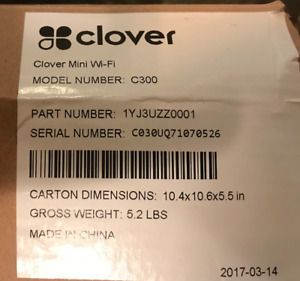 clover
Clover Mini Wi-Fi
MODEL NUMBER: C300
PART NUMBER: 1YJ3UZZ0001
SERIAL NUMBER: C030UQ71070526
CARTON DIMENSIONS: 10.4x10.6x5.5 in
GROSS WEIGHT: 5.2 LBS
MADE IN CHINA
2017-03-14